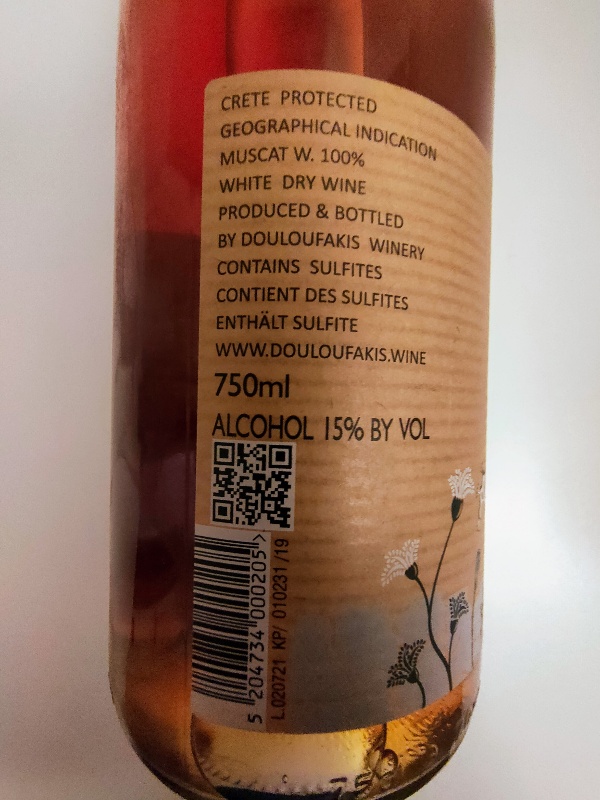 CRETE PROTECTED
GEOGRAPHICAL INDICATION
MUSCAT W. 100%
WHITE DRY WINE
PRODUCED & BOTTLED
BY DOULOUFAKIS WINERY
CONTAINS SULFITES
CONTIENT DES SULFITES
ENTHÄLT SULFITE
WWW.DOULOUFAKIS.WINE
750ml
ALCOHOL 15% BY VOL
5 204734 000205>
L.020721 KP/ 010231/19